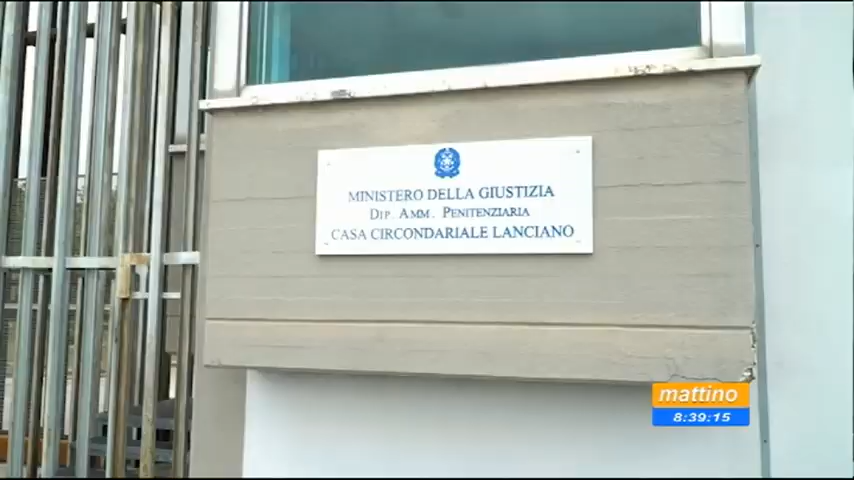 MINISTERO DELLA GIUSTIZIA
DIP. AMM. PENITENZIARIA
CASA CIRCONDARIALE LANCIANO
mattino
8:39:15